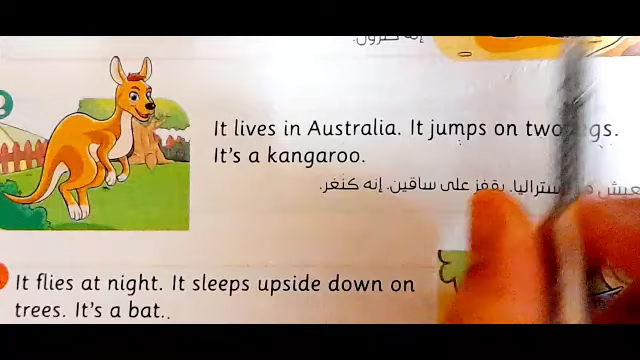 It lives in Australia. It jumps on two
It's a kangaroo.
يقفز على ساقين. إنه كنغر.
It flies at night. It sleeps upside down on
trees. It's a bat..